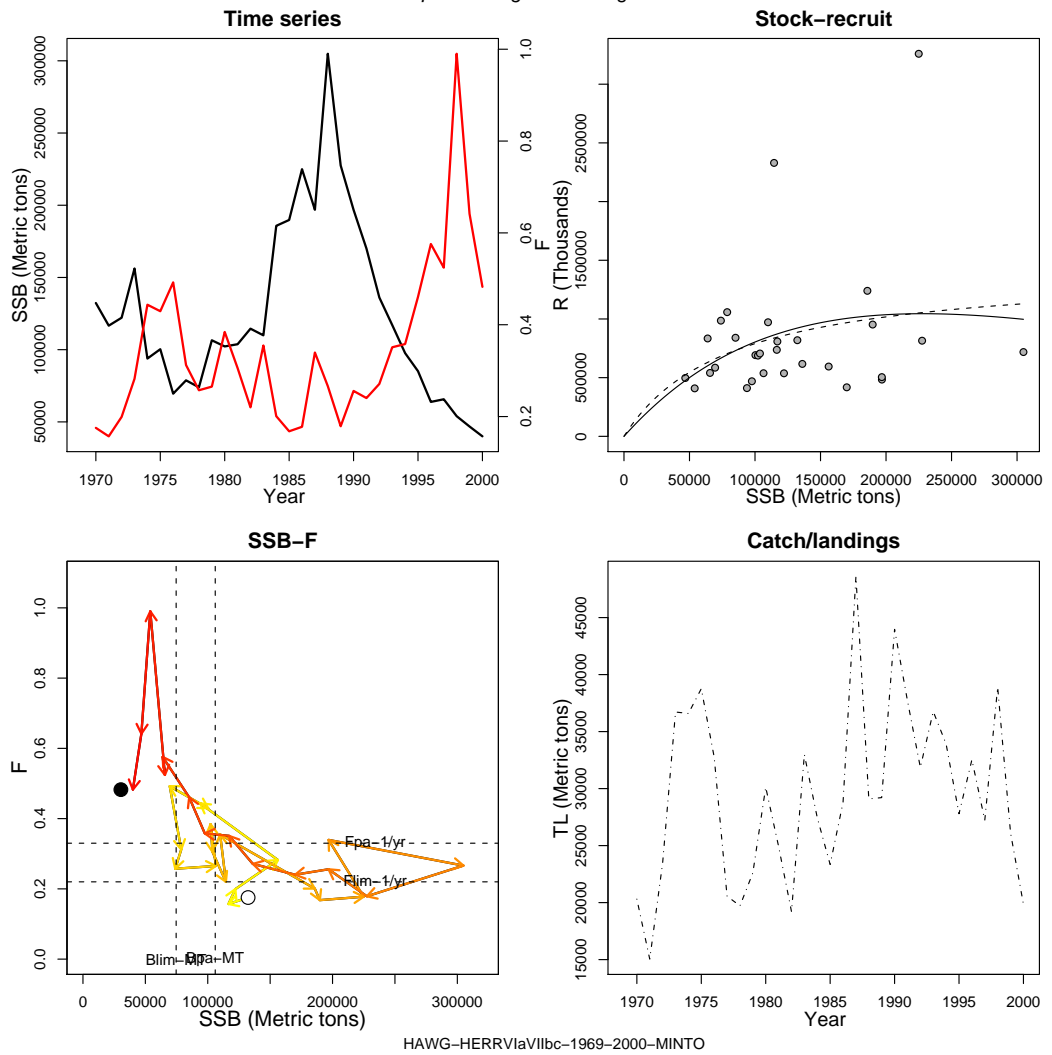 Time series
SSB (Metric tons)
300000
250000
200000
150000
100000
50000
1.0
0.8
0.6
0.4
0.2
F
1970 1975 1980 1985 1990 1995 2000
Year
Stock−recruit
R (Thousands)
2500000
1500000
1000000
500000
0
0 50000 100000 150000 200000 250000 300000
SSB (Metric tons)
SSB−F
F
1.0
0.8
0.6
0.4
0.2
0.0
Fpa−1/yr
Flim−1/yr
Blim−MT
Bpa−MT
0 50000 100000 200000 300000
SSB (Metric tons)
Catch/landings
TL (Metric tons)
45000
40000
35000
30000
25000
20000
15000
1970 1975 1980 1985 1990 1995 2000
Year
HAWG−HERRVIaVIIbc−1969−2000−MINTO